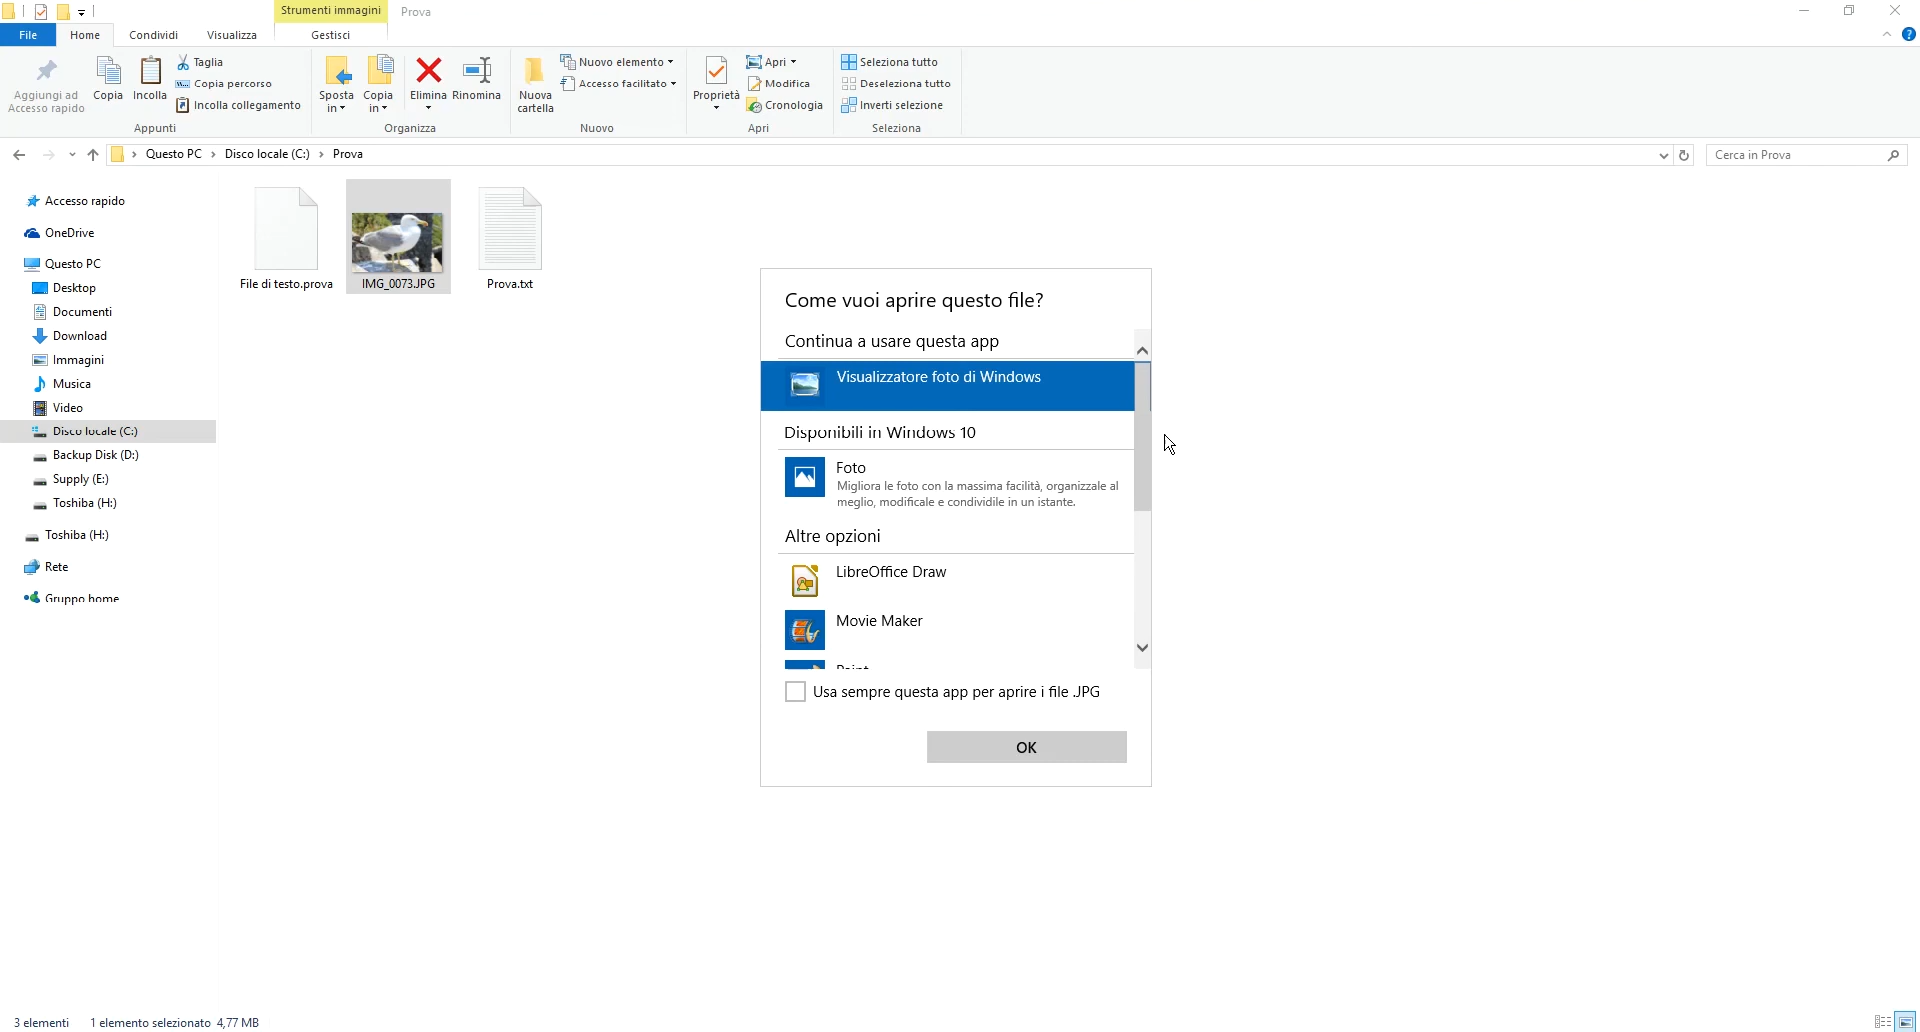 Strumenti immagini
Prova
File
Home
Condividi
Visualizza
Gestisci
Aggiungi ad
Accesso rapido
Copia
Incolla
Taglia
Copia percorso
Incolla collegamento
Appunti
Sposta
in
Copia
in
Elimina
Rinomina
Organizza
Nuova
cartella
Nuovo elemento
Accesso facilitato
Nuovo
Proprietà
Apri
Modifica
Cronologia
Apri
Seleziona tutto
Deseleziona tutto
Inverti selezione
Seleziona
Questo PC > Disco locale (C:) > Prova
Cerca in Prova
Accesso rapido
OneDrive
Questo PC
Desktop
Documenti
Download
Immagini
Musica
Video
Disco locale (C:)
Backup Disk (D:)
Supply (E:)
Toshiba (H:)
Toshiba (H:)
Rete
Gruppo home
File di testo.prova
IMG_0073.JPG
Prova.txt
Come vuoi aprire questo file?
Continua a usare questa app
Visualizzatore foto di Windows
Disponibili in Windows 10
Foto
Migliora le foto con la massima facilità, organizzale al
meglio, modificale e condividile in un istante.
Altre opzioni
LibreOffice Draw
Movie Maker
Paint
Usa sempre questa app per aprire i file .JPG
OK
3 elementi
1 elemento selezionato 4,77 MB